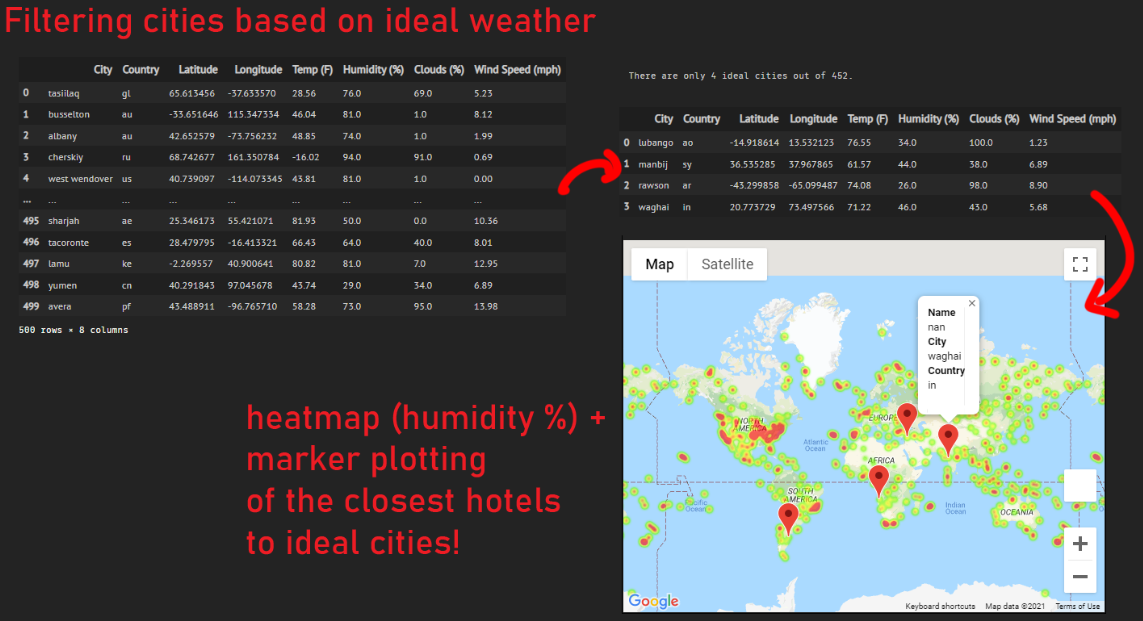 Filtering cities based on ideal weather
City Country Latitude Longitude Temp (F) Humidity (%) Clouds (%) Wind Speed (mph)
0 tasiilaq gl 65.613456 -37.633570 28.56 76.0 69.0 5.23
1 busselton au -33.651646 115.347334 46.04 81.0 1.0 8.12
2 albany au 42.652579 -73.756232 48.85 74.0 1.0 1.99
3 cherskiy ru 68.742677 161.350784 -16.02 94.0 91.0 0.69
4 west wendover us 40.739097 -114.073345 43.81 81.0 1.0 0.00
... ... ... ... ... ... ... ... ...
495 sharjah ae 25.346173 55.421071 81.93 50.0 0.0 10.36
496 tacoronte es 28.479795 -16.413321 66.43 64.0 40.0 8.01
497 lamu ke -2.269557 40.900641 80.82 81.0 7.0 12.95
498 yumen cn 40.291843 97.045678 43.74 29.0 34.0 6.89
499 avera pf 43.488911 -96.765710 58.28 73.0 95.0 13.98
500 rows × 8 columns
There are only 4 ideal cities out of 452.
City Country Latitude Longitude Temp (F) Humidity (%) Clouds (%) Wind Speed (mph)
0 lubango ao -14.918614 13.532123 76.55 34.0 100.0 1.23
1 manbij sy 36.535285 37.967865 61.57 44.0 38.0 6.89
2 rawson ar -43.299858 -65.099487 74.08 26.0 98.0 8.90
3 waghai in 20.773729 73.497566 71.22 46.0 43.0 5.68
heatmap (humidity %) +
marker plotting
of the closest hotels
to ideal cities!
Map Satellite
Name
nan
City
waghai
Country
in
NORTH
AMERICA
EUROPE
Atlantic
Ocean
AFRICA
SOUTH
AMERICA
Pacific
Ocean
Indian
Ocean
OCEANIA
Google
Keyboard shortcuts Map data ©2021 Terms of Use